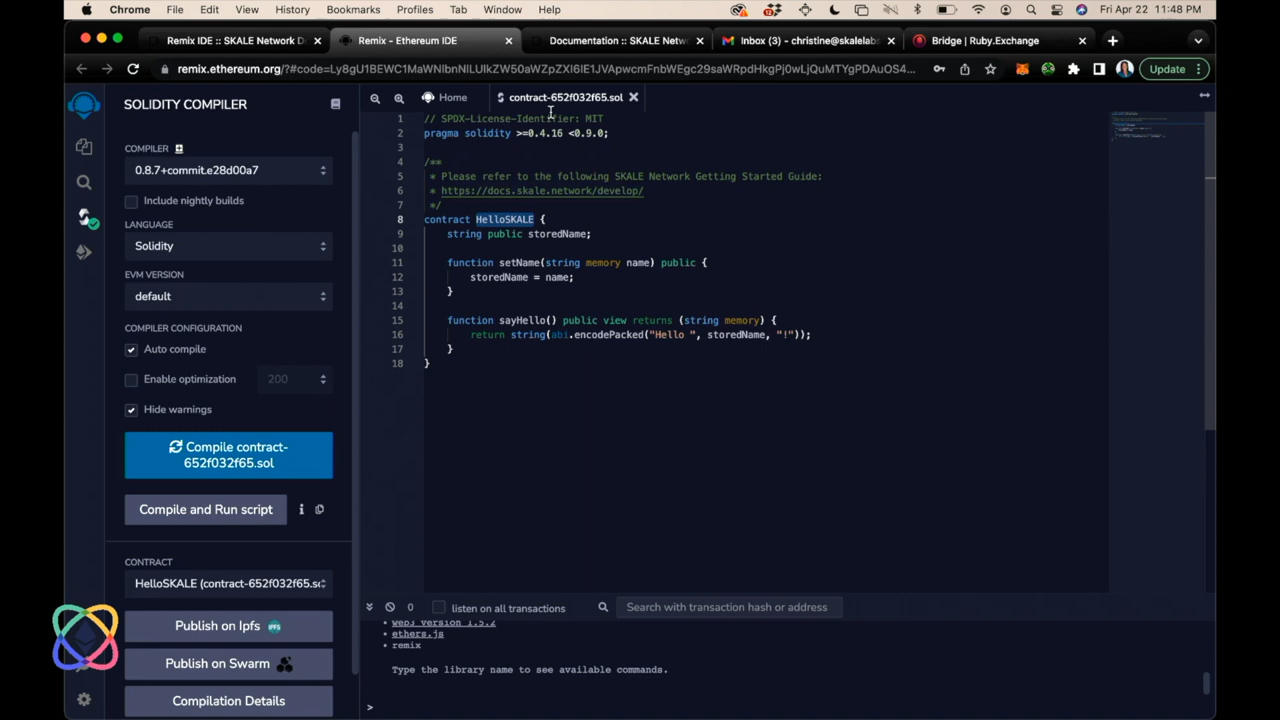 Chrome File Edit View History Bookmarks Profiles Tab Window Help Fri Apr 22 11:48 PM
Remix IDE :: SKALE Network D
Remix - Ethereum IDE
Documentation :: SKALE Netw
Inbox (3) - christine@skalelabs
Bridge | Ruby.Exchange
remix.ethereum.org/?#code=Ly8gU1BEWC1MaWNlbnNlLUlkZW50aWZpZXI6IE1JVApwcmFnbWEgc29saWRpdHkgPj0wLjQuMTYgPDAuOS4... Update
SOLIDITY COMPILER
COMPILER
0.8.7+commit.e28d00a7
Include nightly builds
LANGUAGE
Solidity
EVM VERSION
default
COMPILER CONFIGURATION
Auto compile
Enable optimization 200
Hide warnings
Compile contract-
652f032f65.sol
Compile and Run script
CONTRACT
HelloSKALE (contract-652f032f65.so
Publish on Ipfs IPFS
Publish on Swarm
Compilation Details
Home
contract-652f032f65.sol
1 // SPDX-License-Identifier: MIT
2 pragma solidity >=0.4.16 <0.9.0;
3
4 /**
5 * Please refer to the following SKALE Network Getting Started Guide:
6 * https://docs.skale.network/develop/
7 */
8 contract HelloSKALE {
9 string public storedName;
10
11 function setName(string memory name) public {
12 storedName = name;
13 }
14
15 function sayHello() public view returns (string memory) {
16 return string(abi.encodePacked("Hello ", storedName, "!"));
17 }
18 }
0 listen on all transactions Search with transaction hash or address
• web3 version 1.5.2
• ethers.js
• remix
Type the library name to see available commands.
>